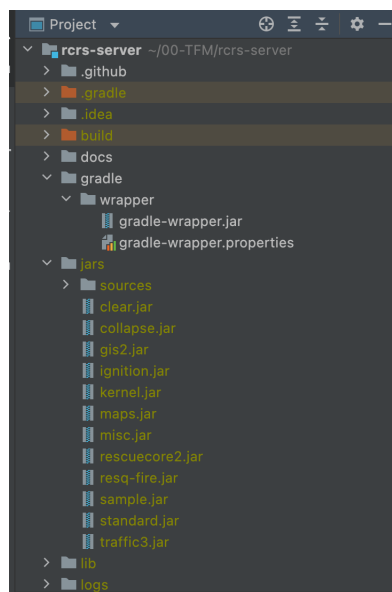 Project
rcrs-server ~/00-TFM/rcrs-server
.github
.gradle
.idea
build
docs
gradle
wrapper
gradle-wrapper.jar
gradle-wrapper.properties
jars
sources
clear.jar
collapse.jar
gis2.jar
ignition.jar
kernel.jar
maps.jar
misc.jar
rescuecore2.jar
resq-fire.jar
sample.jar
standard.jar
traffic3.jar
lib
logs